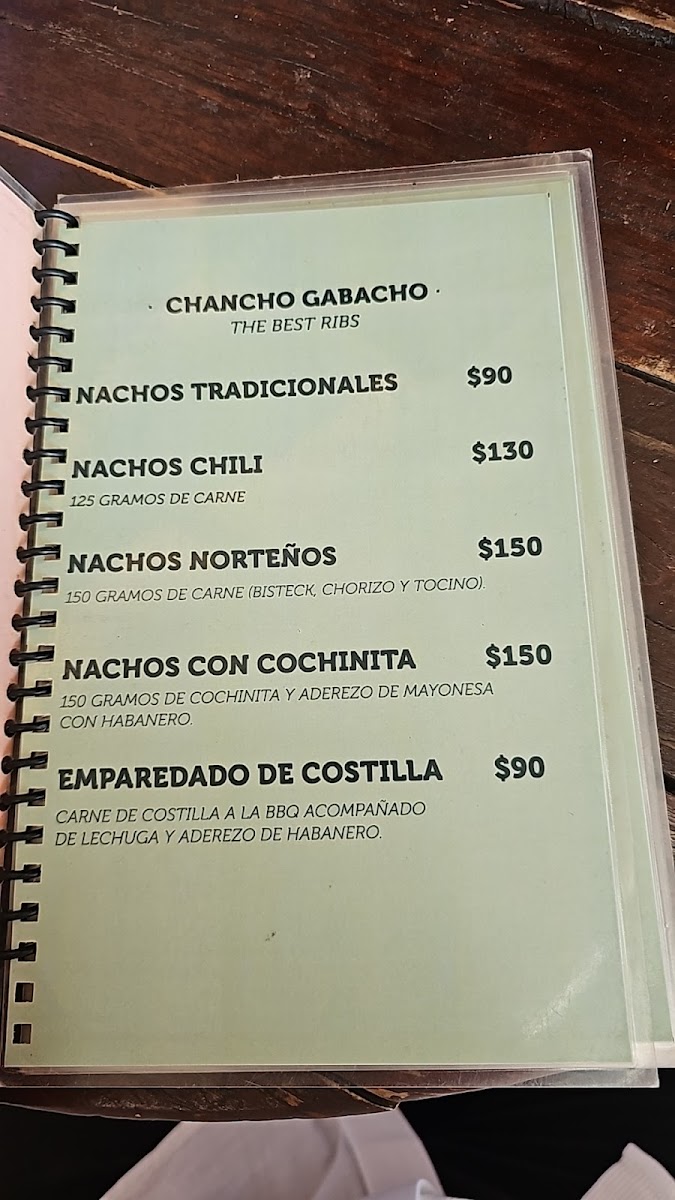 · CHANCHO GABACHO ·
THE BEST RIBS
NACHOS TRADICIONALES $90
NACHOS CHILI $130
125 GRAMOS DE CARNE
NACHOS NORTEÑOS $150
150 GRAMOS DE CARNE (BISTECK, CHORIZO Y TOCINO).
NACHOS CON COCHINITA $150
150 GRAMOS DE COCHINITA Y ADEREZO DE MAYONESA
CON HABANERO.
EMPAREDADO DE COSTILLA $90
CARNE DE COSTILLA A LA BBQ ACOMPAÑADO
DE LECHUGA Y ADEREZO DE HABANERO.